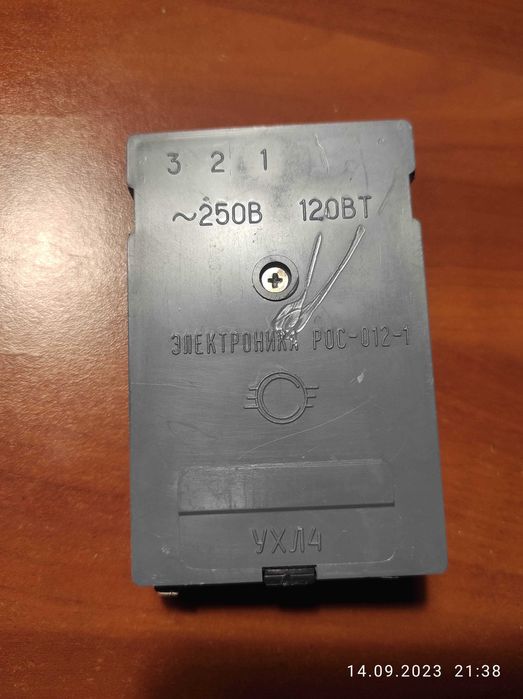 3 2 1
~250В 120ВТ
ЭЛЕКТРОНИКА РОС-012-1
УХЛ4
14.09.2023 21:38